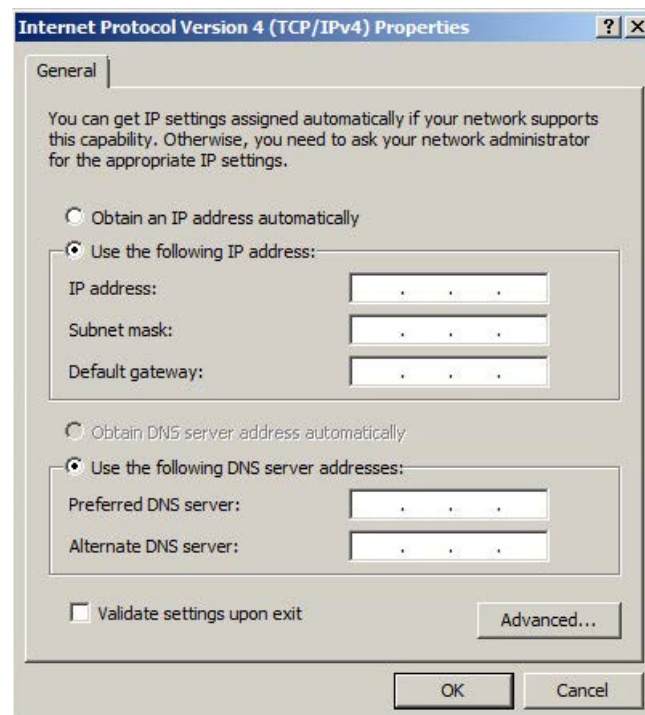 Internet Protocol Version 4 (TCP/IPv4) Properties
General
You can get IP settings assigned automatically if your network supports
this capability. Otherwise, you need to ask your network administrator
for the appropriate IP settings.
Obtain an IP address automatically
Use the following IP address:
IP address: . . .
Subnet mask: . . .
Default gateway: . . .
Obtain DNS server address automatically
Use the following DNS server addresses:
Preferred DNS server: . . .
Alternate DNS server: . . .
Validate settings upon exit
Advanced...
OK Cancel